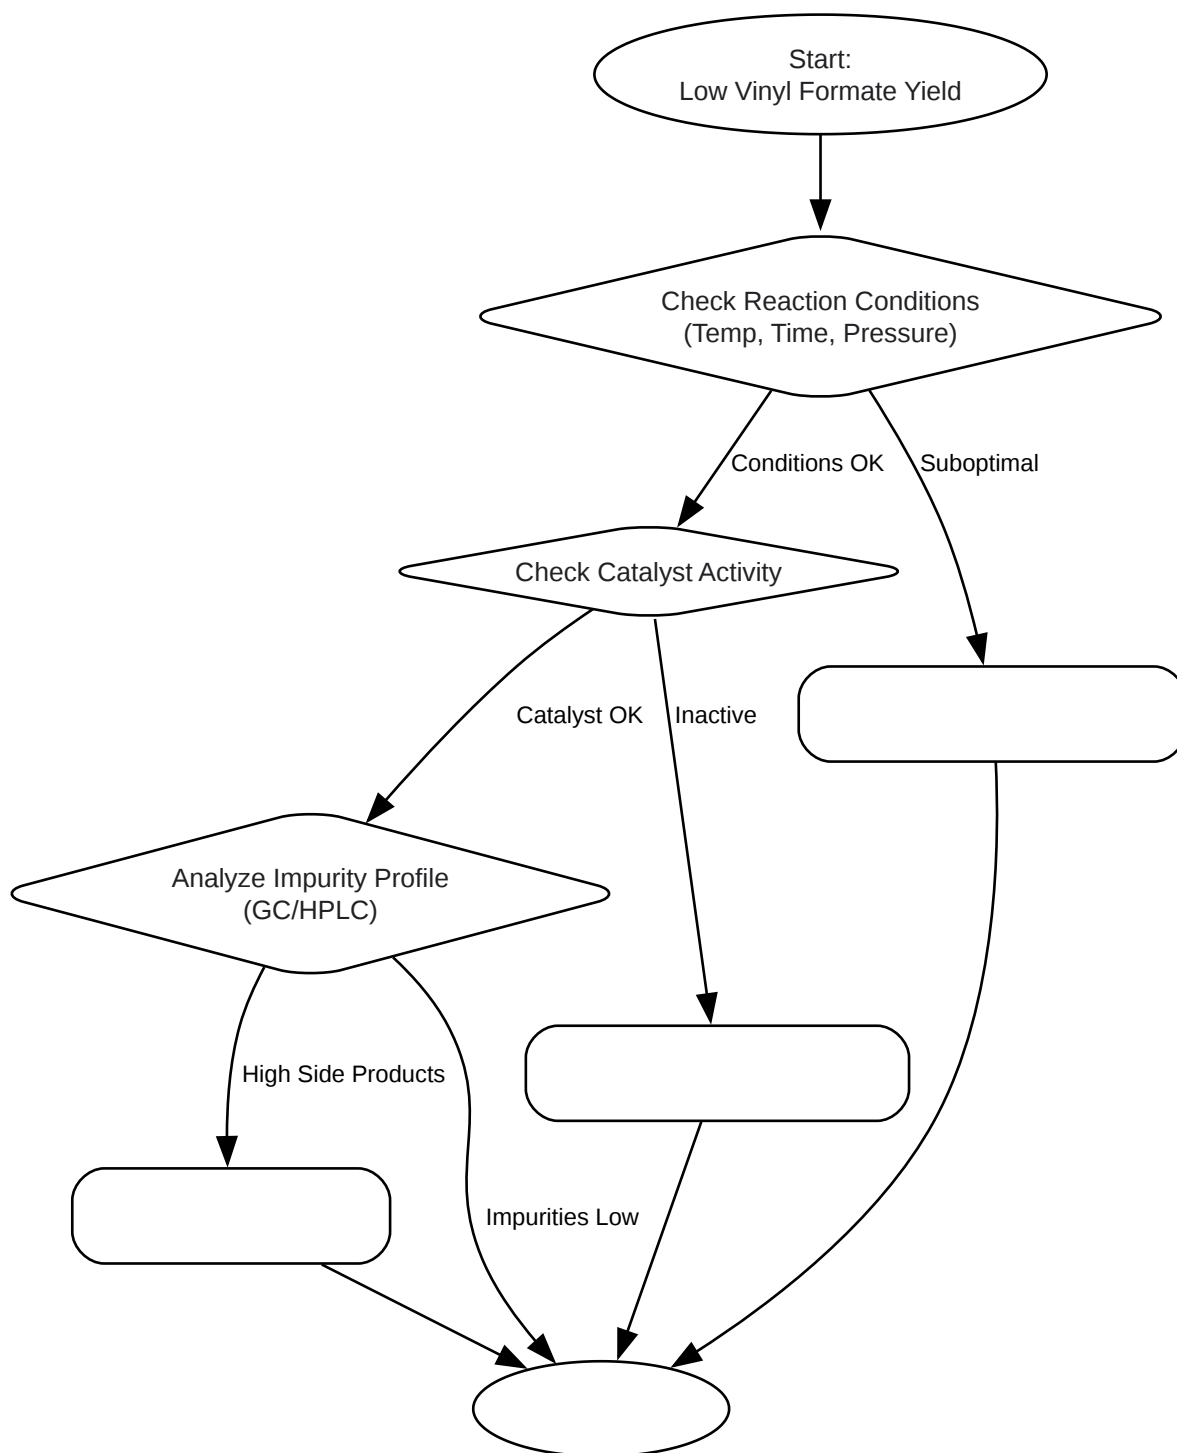 Start:
Low Vinyl Formate Yield
Check Reaction Conditions
(Temp, Time, Pressure)
Conditions OK
Suboptimal
Check Catalyst Activity
Catalyst OK
Inactive
Analyze Impurity Profile
(GC/HPLC)
High Side Products
Impurities Low